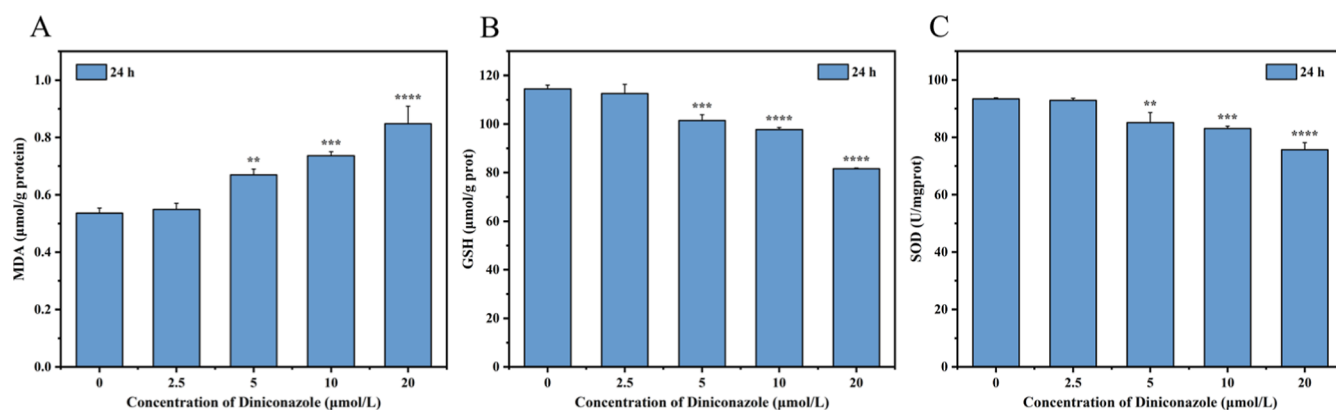 A
24 h
MDA (μmol/g protein)
1.0
0.8
0.6
0.4
0.2
0.0
**
***
****
0 2.5 5 10 20
Concentration of Diniconazole (μmol/L)
B
24 h
GSH (μmol/g prot)
120
100
80
60
40
20
0
***
****
****
0 2.5 5 10 20
Concentration of Diniconazole (μmol/L)
C
24 h
SOD (U/mgprot)
100
80
60
40
20
0
**
***
****
0 2.5 5 10 20
Concentration of Diniconazole (μmol/L)